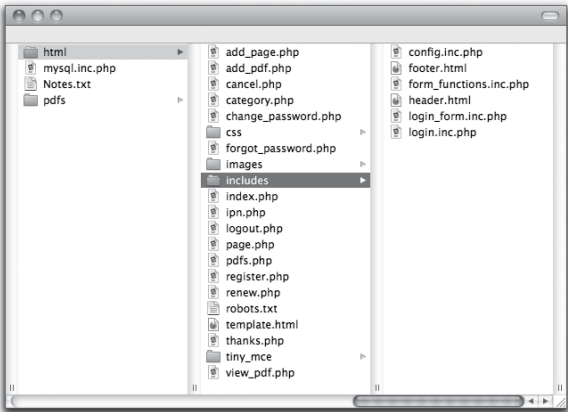 html
mysql.inc.php
Notes.txt
pdfs
add_page.php
add_pdf.php
cancel.php
category.php
change_password.php
css
forgot_password.php
images
includes
index.php
ipn.php
logout.php
page.php
pdfs.php
register.php
renew.php
robots.txt
template.html
thanks.php
tiny_mce
view_pdf.php
config.inc.php
footer.html
form_functions.inc.php
header.html
login_form.inc.php
login.inc.php